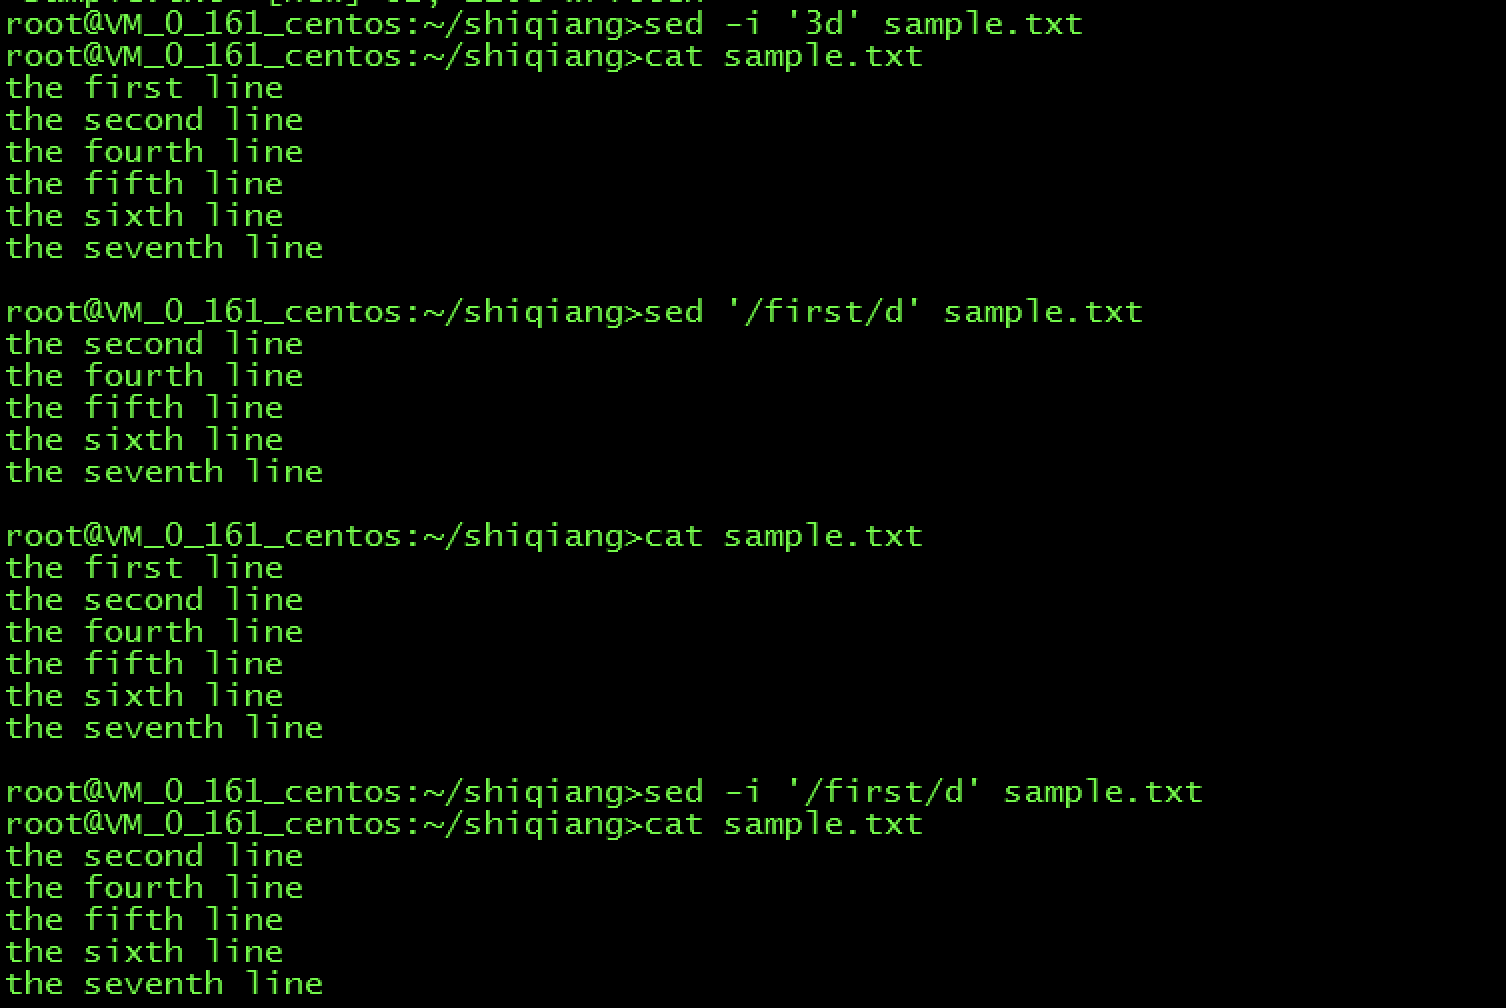 root@VM_0_161_centos:~/shiqiang>sed -i '3d' sample.txt
root@VM_0_161_centos:~/shiqiang>cat sample.txt
the first line
the second line
the fourth line
the fifth line
the sixth line
the seventh line
root@VM_0_161_centos:~/shiqiang>sed '/first/d' sample.txt
the second line
the fourth line
the fifth line
the sixth line
the seventh line
root@VM_0_161_centos:~/shiqiang>cat sample.txt
the first line
the second line
the fourth line
the fifth line
the sixth line
the seventh line
root@VM_0_161_centos:~/shiqiang>sed -i '/first/d' sample.txt
root@VM_0_161_centos:~/shiqiang>cat sample.txt
the second line
the fourth line
the fifth line
the sixth line
the seventh line